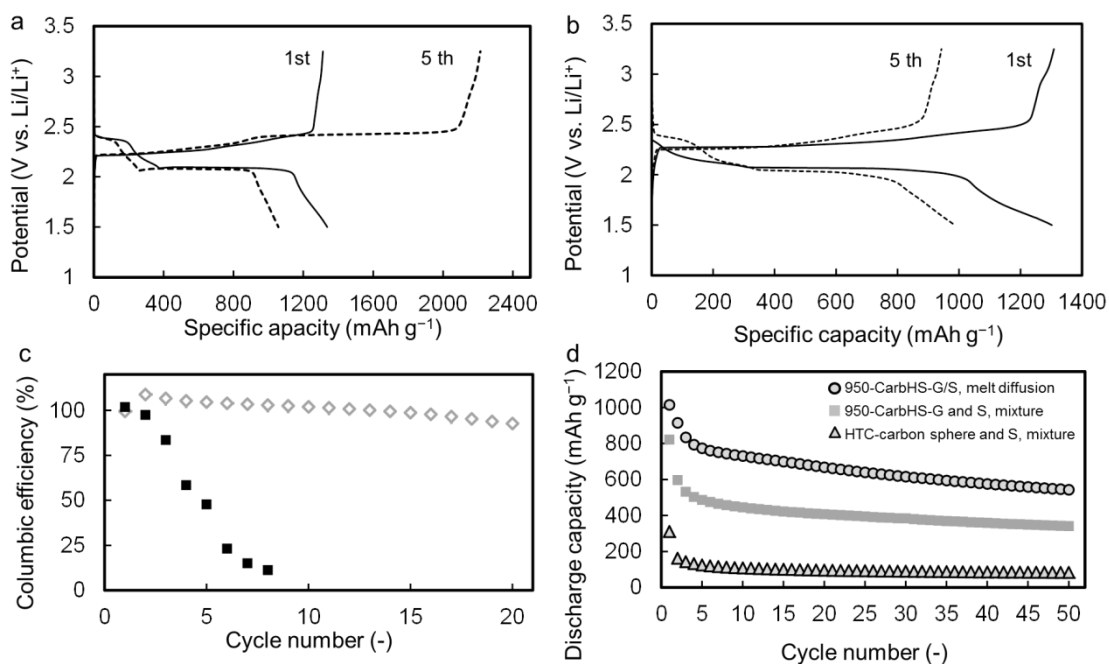 a
3.5
3
2.5
2
1.5
1
Potential (V vs. Li/Li⁺)
1st
5 th
0
400
800
1200
1600
2000
2400
Specific apacity (mAh g⁻¹)
b
3.5
3
2.5
2
1.5
1
Potential (V vs. Li/Li⁺)
5 th
1st
0
200
400
600
800
1000
1200
1400
Specific capacity (mAh g⁻¹)
c
100
75
50
25
0
Columbic efficiency (%)
0
5
10
15
20
Cycle number (-)
d
1200
1000
800
600
400
200
0
Discharge capacity (mAh g⁻¹)
950-CarbHS-G/S, melt diffusion
950-CarbHS-G and S, mixture
HTC-carbon sphere and S, mixture
0
5
10
15
20
25
30
35
40
45
50
Cycle number (-)